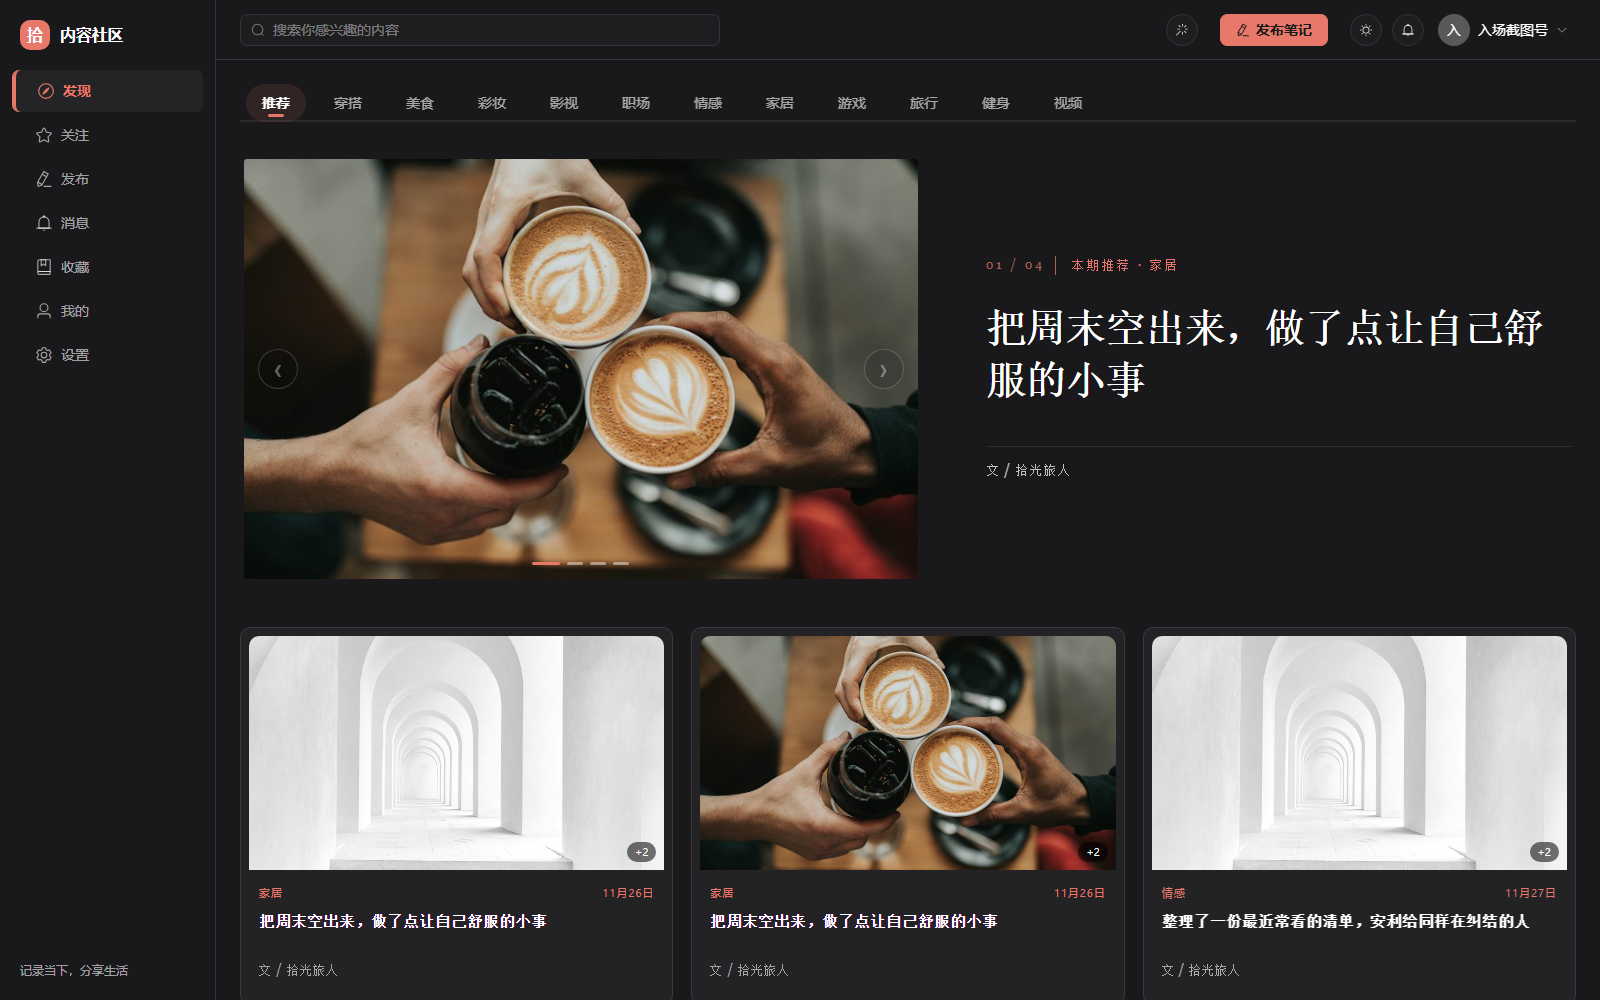 拾 内容社区
搜索你感兴趣的内容
发布笔记
入 入场截图号
发现
关注
发布
消息
收藏
我的
设置
记录当下，分享生活
推荐 穿搭 美食 彩妆 影视 职场 情感 家居 游戏 旅行 健身 视频
01 / 04 本期推荐 · 家居
把周末空出来，做了点让自己舒
服的小事
文 / 拾光旅人
+2
家居 11月26日
把周末空出来，做了点让自己舒服的小事
文 / 拾光旅人
+2
家居 11月26日
把周末空出来，做了点让自己舒服的小事
文 / 拾光旅人
+2
情感 11月27日
整理了一份最近常看的清单，安利给同样在纠结的人
文 / 拾光旅人